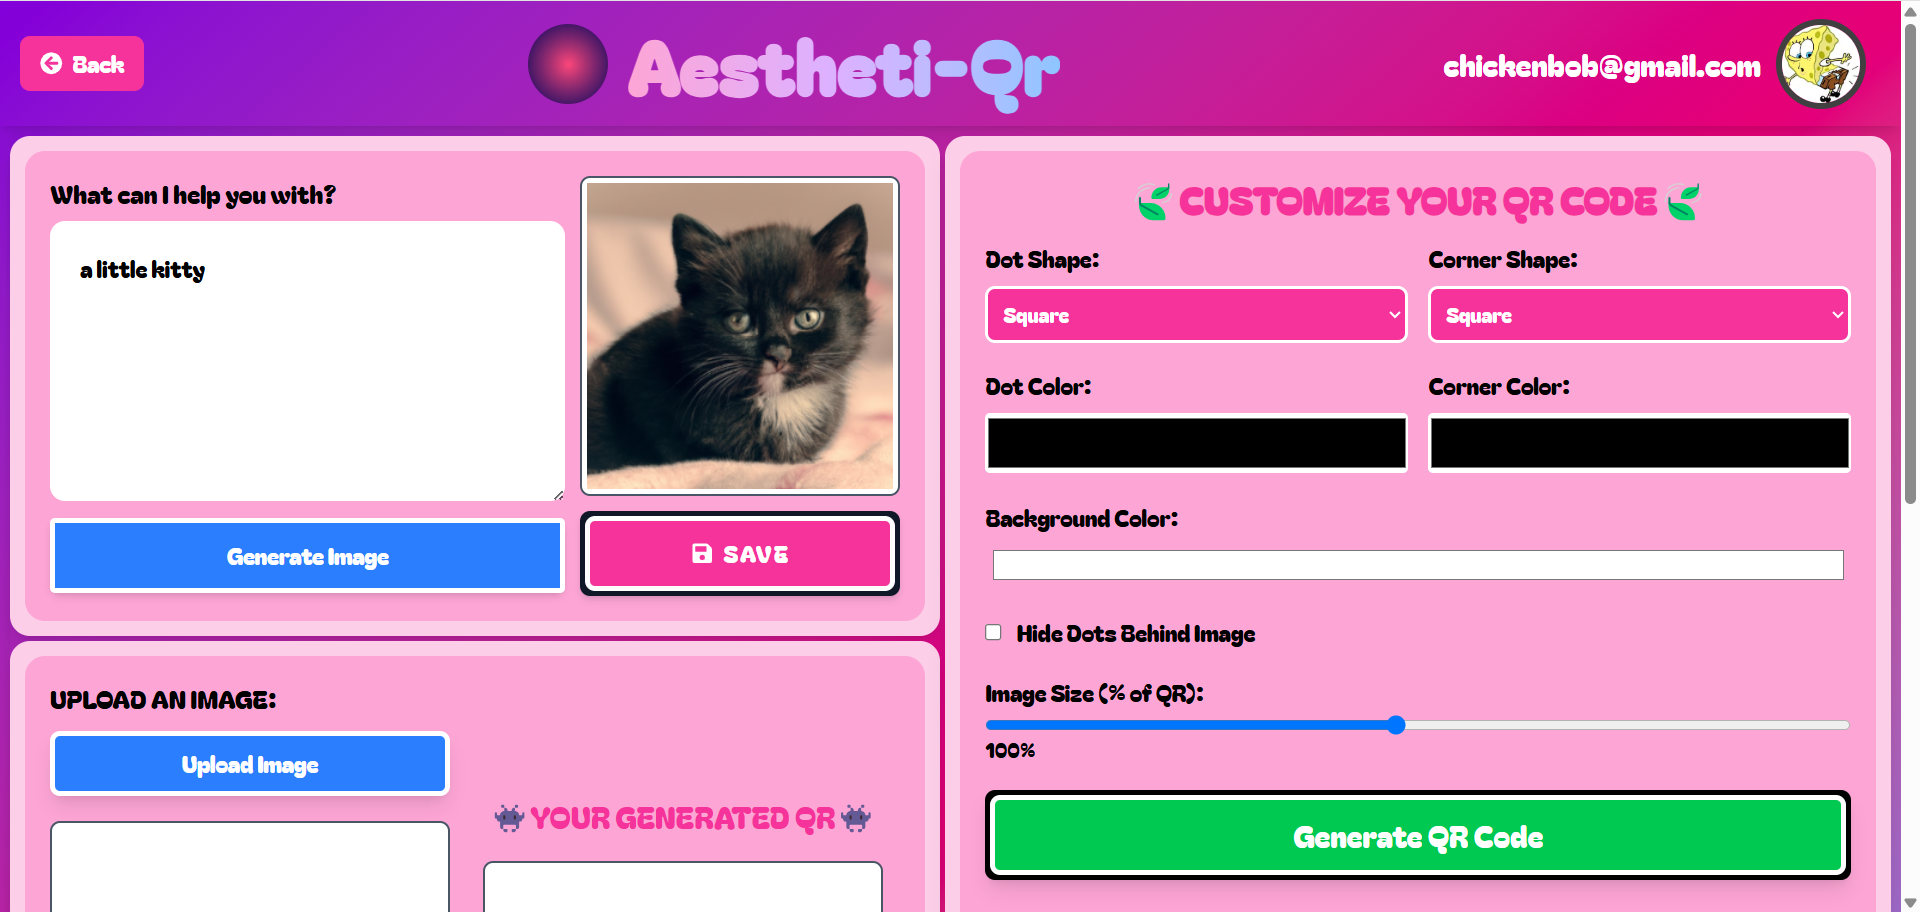 Back
Aestheti-Qr
chickenbob@gmail.com
What can I help you with?
a little kitty
Generate Image
SAVE
UPLOAD AN IMAGE:
Upload Image
YOUR GENERATED QR
CUSTOMIZE YOUR QR CODE
Dot Shape:
Corner Shape:
Square
Square
Dot Color:
Corner Color:
Background Color:
Hide Dots Behind Image
Image Size (% of QR):
100%
Generate QR Code